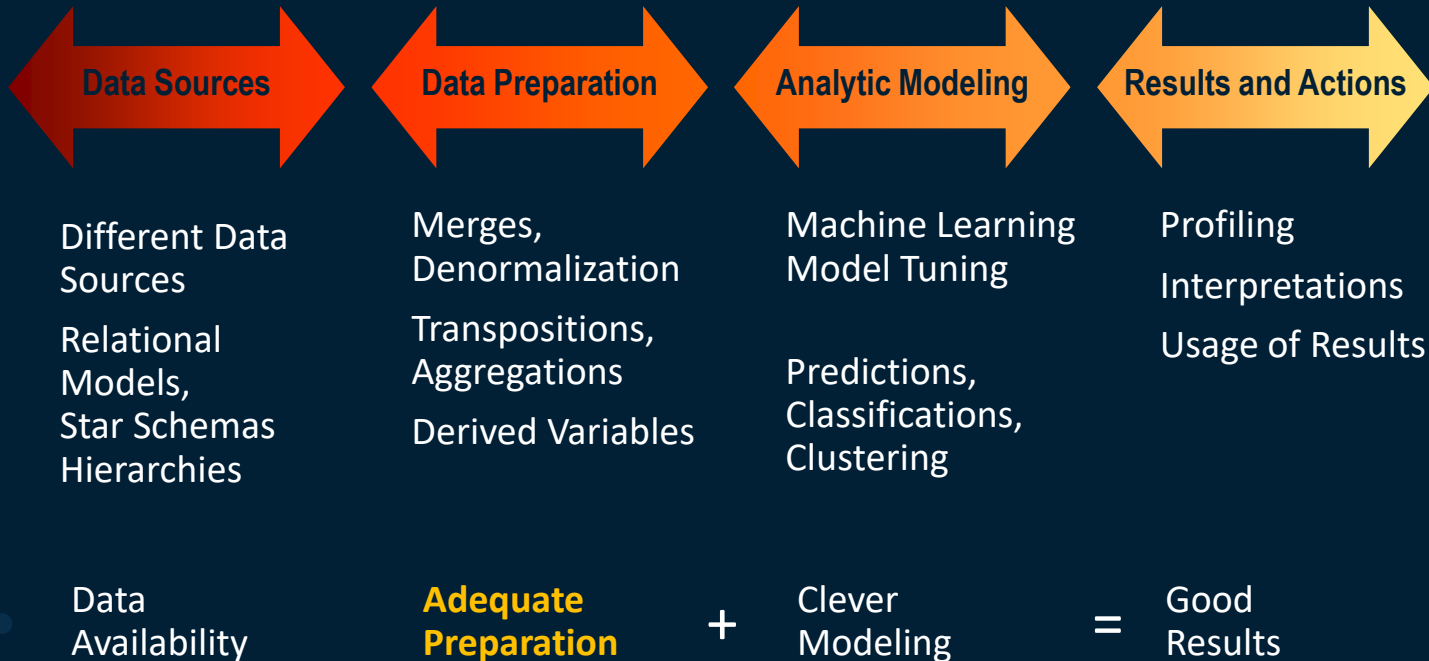 Data Sources
Data Preparation
Analytic Modeling
Results and Actions
Different Data
Sources
Relational
Models,
Star Schemas
Hierarchies
Merges,
Denormalization
Transpositions,
Aggregations
Derived Variables
Machine Learning
Model Tuning
Predictions,
Classifications,
Clustering
Profiling
Interpretations
Usage of Results
Data
Availability
Adequate
Preparation
+
Clever
Modeling
=
Good
Results